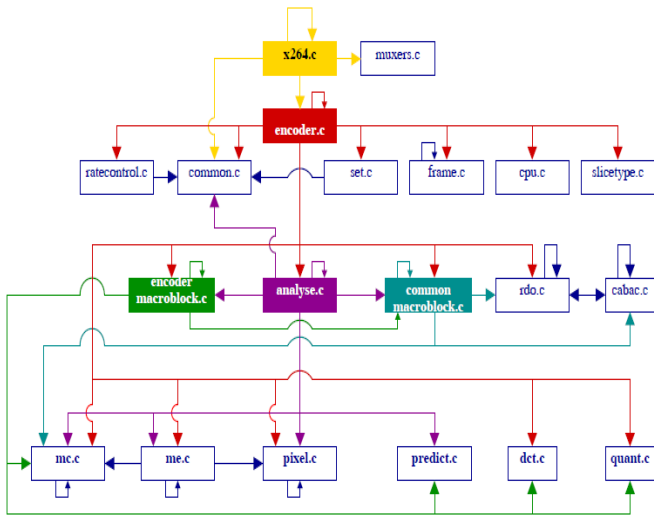 x264.c
muxers.c
encoder.c
ratecontrol.c
common.c
set.c
frame.c
cpu.c
slicetype.c
encoder
macroblock.c
analyse.c
common
macroblock.c
rdo.c
cabac.c
mc.c
me.c
pixel.c
predict.c
dct.c
quant.c